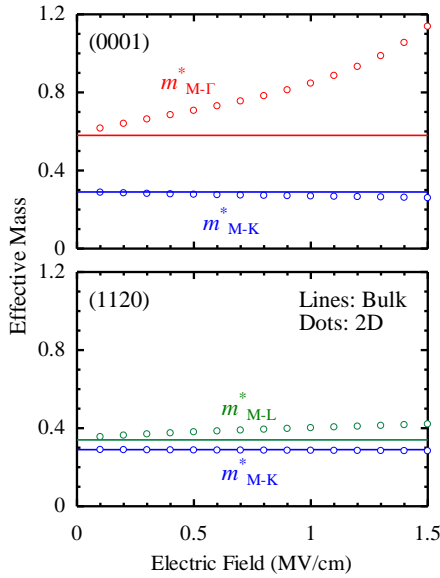 1.2
(0001)
m*M-Γ
0.8
0.4
m*M-K
0
Effective Mass
1.2
(1120)
Lines: Bulk
Dots: 2D
0.8
m*M-L
0.4
m*M-K
0
0
0.5
1
1.5
Electric Field (MV/cm)